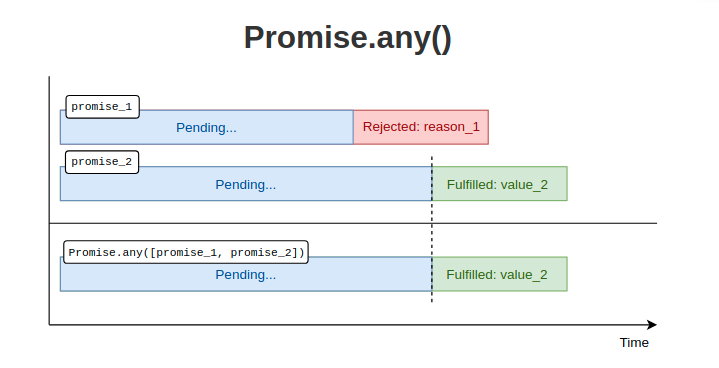 Promise.any()
promise_1
Pending...
Rejected: reason_1
promise_2
Pending...
Fulfilled: value_2
Promise.any([promise_1, promise_2])
Pending...
Fulfilled: value_2
Time